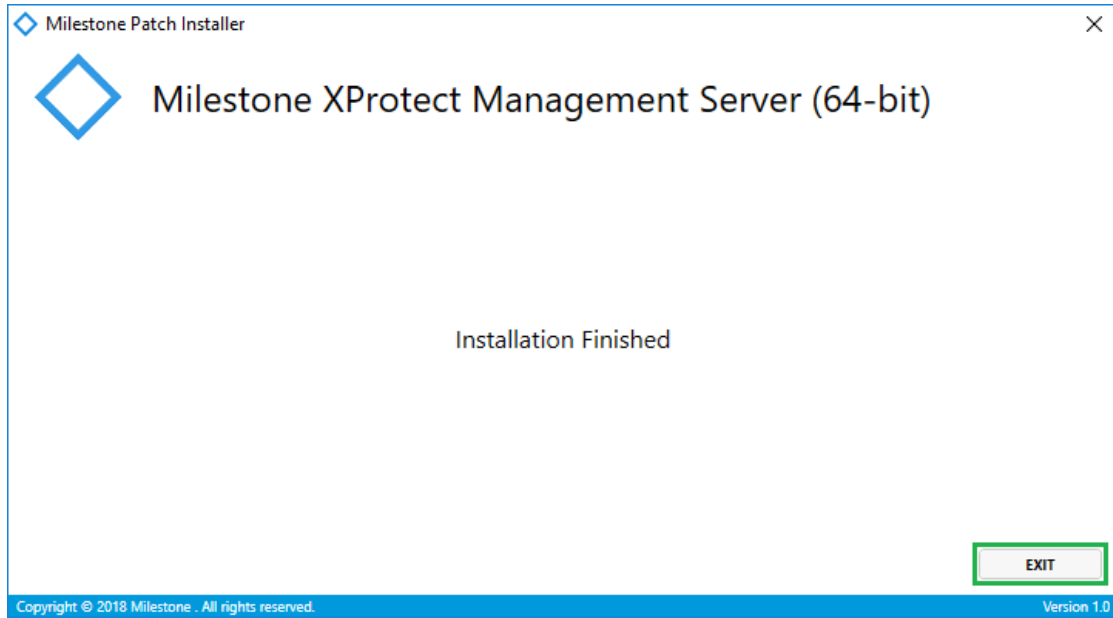 Milestone Patch Installer
Milestone XProtect Management Server (64-bit)
Installation Finished
EXIT
Copyright © 2018 Milestone . All rights reserved.
Version 1.0